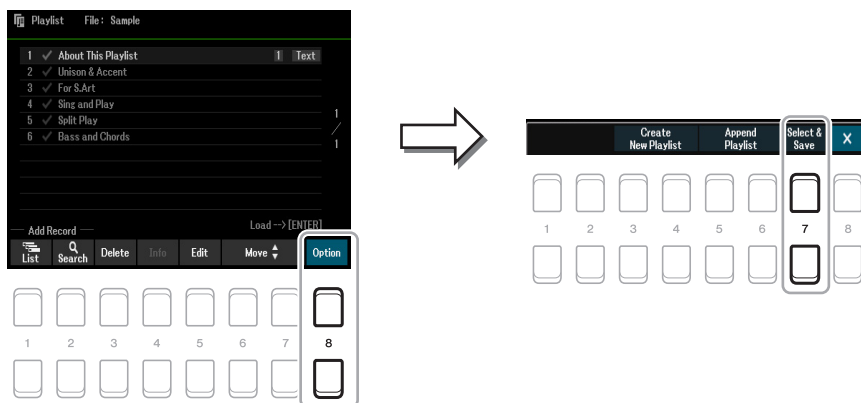 Playlist File: Sample
1 ✓ About This Playlist 1 Text
2 ✓ Unison & Accent
3 ✓ For S.Art
4 ✓ Sing and Play
5 ✓ Split Play
6 ✓ Bass and Chords
1
/
1
Load-->[ENTER]
Add Record
List Search Delete Info Edit Move Option
1 2 3 4 5 6 7 8
Create New Playlist
Append Playlist
Select & Save
X
1 2 3 4 5 6 7 8